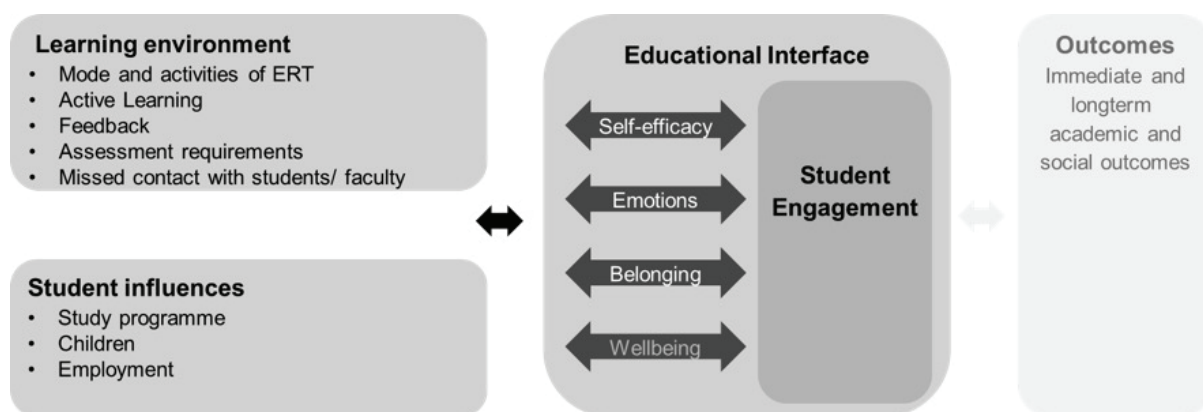 Learning environment
• Mode and activities of ERT
• Active Learning
• Feedback
• Assessment requirements
• Missed contact with students/ faculty
Student influences
• Study programme
• Children
• Employment
Educational Interface
Self-efficacy
Emotions
Belonging
Wellbeing
Student
Engagement
Outcomes
Immediate and
longterm
academic and
social outcomes